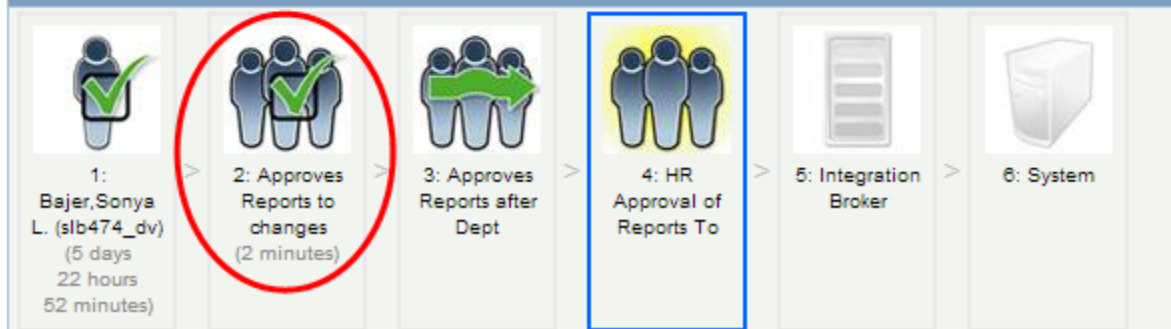 1:
Bajer,Sonya
L. (slb474_dv)
(5 days
22 hours
52 minutes)
>
2: Approves
Reports to
changes
(2 minutes)
>
3: Approves
Reports after
Dept
>
4: HR
Approval of
Reports To
>
5: Integration
Broker
>
6: System